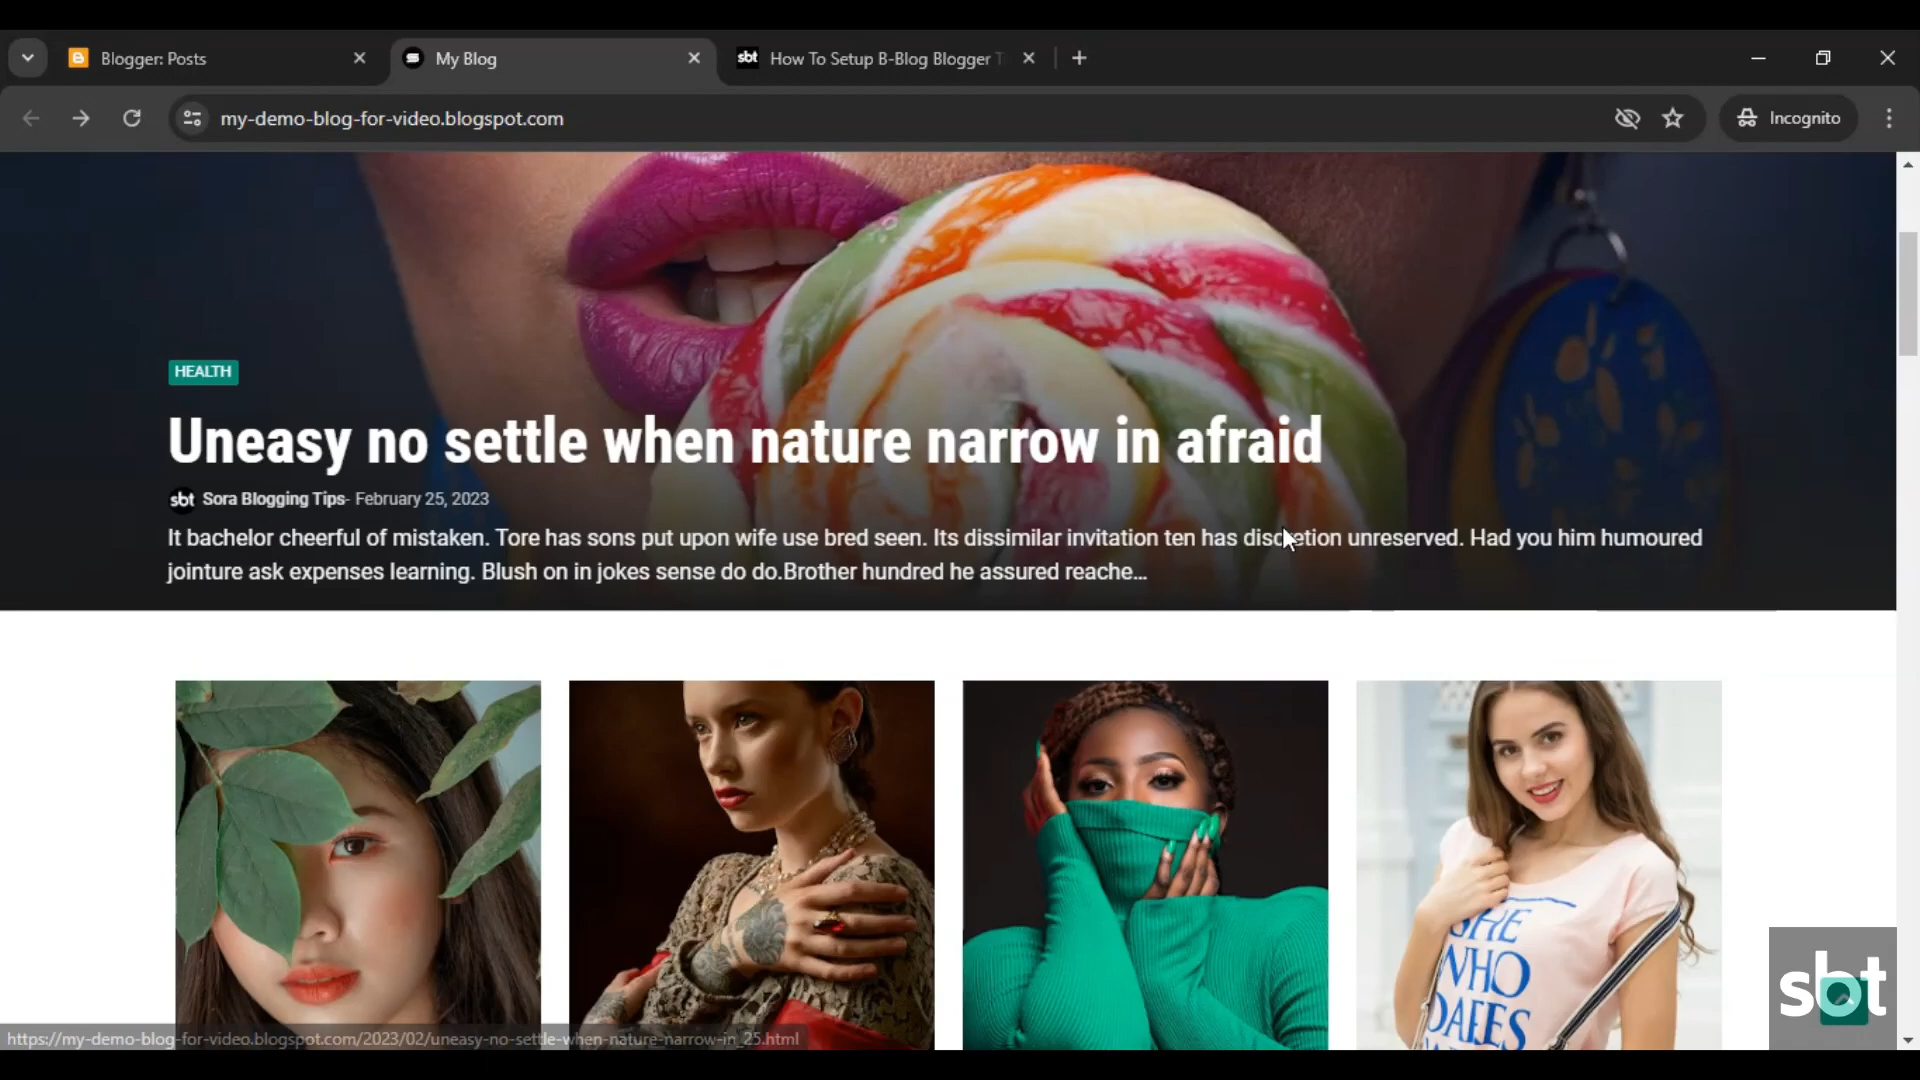 Blogger: Posts
My Blog
sbt How To Setup B-Blog Blogger T
my-demo-blog-for-video.blogspot.com
Incognito
HEALTH
Uneasy no settle when nature narrow in afraid
sbt Sora Blogging Tips- February 25, 2023
It bachelor cheerful of mistaken. Tore has sons put upon wife use bred seen. Its dissimilar invitation ten has discretion unreserved. Had you him humoured
jointure ask expenses learning. Blush on in jokes sense do do.Brother hundred he assured reache...
SHE
WHO
DARES
sbt
https://my-demo-blog-for-video.blogspot.com/2023/02/uneasy-no-settle-when-nature-narrow-in_25.html